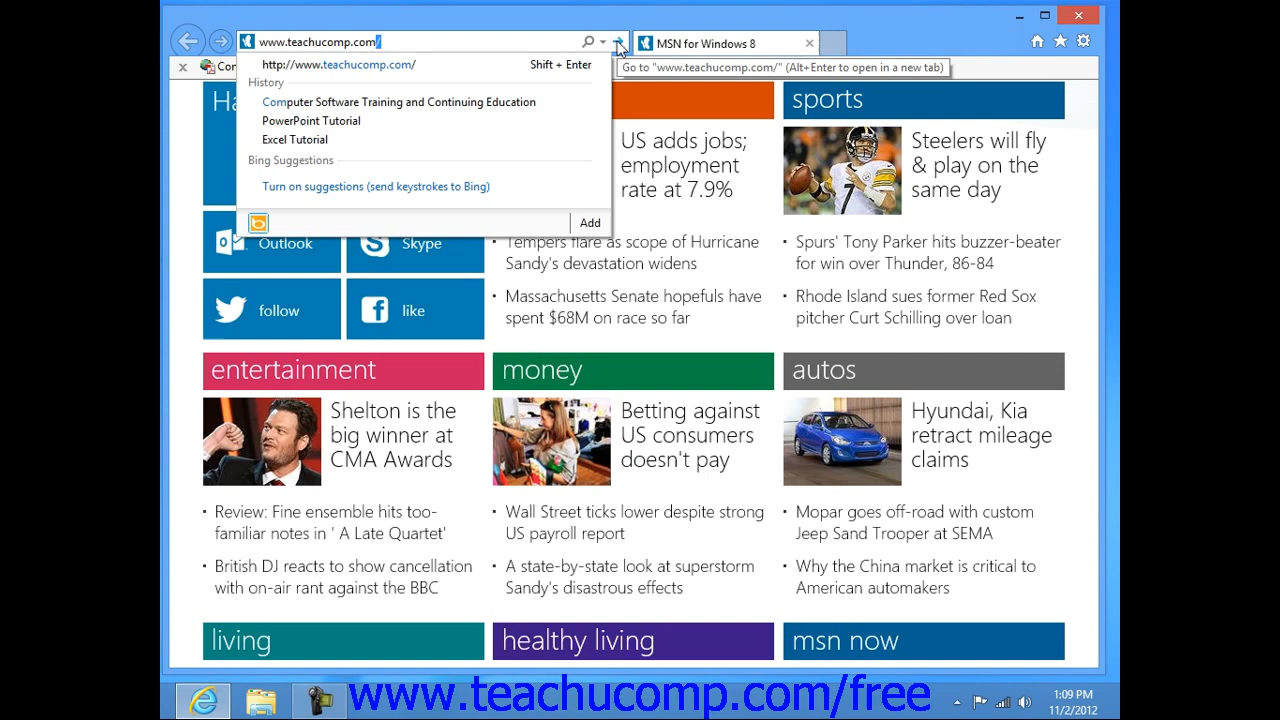 www.teachucomp.com/
MSN for Windows 8
Con
http://www.teachucomp.com/ Shift + Enter
Go to "www.teachucomp.com/" (Alt+Enter to open in a new tab)
History
Computer Software Training and Continuing Education
PowerPoint Tutorial
Excel Tutorial
Bing Suggestions
Turn on suggestions (send keystrokes to Bing)
Add
Ha
Outlook
Skype
follow
like
US adds jobs;
employment
rate at 7.9%
Tempers flare as scope of Hurricane
Sandy's devastation widens
Massachusetts Senate hopefuls have
spent $68M on race so far
sports
Steelers will fly
& play on the
same day
7
Spurs' Tony Parker hits buzzer-beater
for win over Thunder, 86-84
Rhode Island sues former Red Sox
pitcher Curt Schilling over loan
entertainment
Shelton is the
big winner at
CMA Awards
Review: Fine ensemble hits too-
familiar notes in ' A Late Quartet'
British DJ reacts to show cancellation
with on-air rant against the BBC
money
Betting against
US consumers
doesn't pay
Wall Street ticks lower despite strong
US payroll report
A state-by-state look at superstorm
Sandy's disastrous effects
autos
Hyundai, Kia
retract mileage
claims
Mopar goes off-road with custom
Jeep Sand Trooper at SEMA
Why the China market is critical to
American automakers
living
healthy living
msn now
www.teachucomp.com/free
1:09 PM
11/2/2012